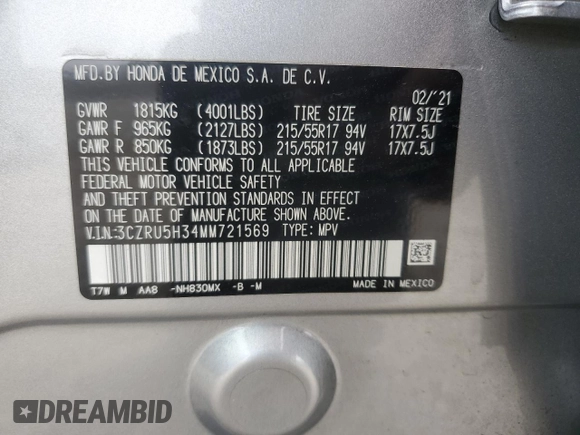 MFD.BY HONDA DE MEXICO S.A. DE C.V.
02/'21
GVWR 1815KG (4001LBS) TIRE SIZE RIM SIZE
GAWR F 965KG (2127LBS) 215/55R17 94V 17X7.5J
GAWR R 850KG (1873LBS) 215/55R17 94V 17X7.5J
THIS VEHICLE CONFORMS TO ALL APPLICABLE
FEDERAL MOTOR VEHICLE SAFETY
AND THEFT PREVENTION STANDARDS IN EFFECT
ON THE DATE OF MANUFACTURE SHOWN ABOVE.
V.I.N.:3CZRU5H34MM721569 TYPE: MPV
T7W M AA8 -NH830MX -B -M
MADE IN MEXICO
DREAMBID